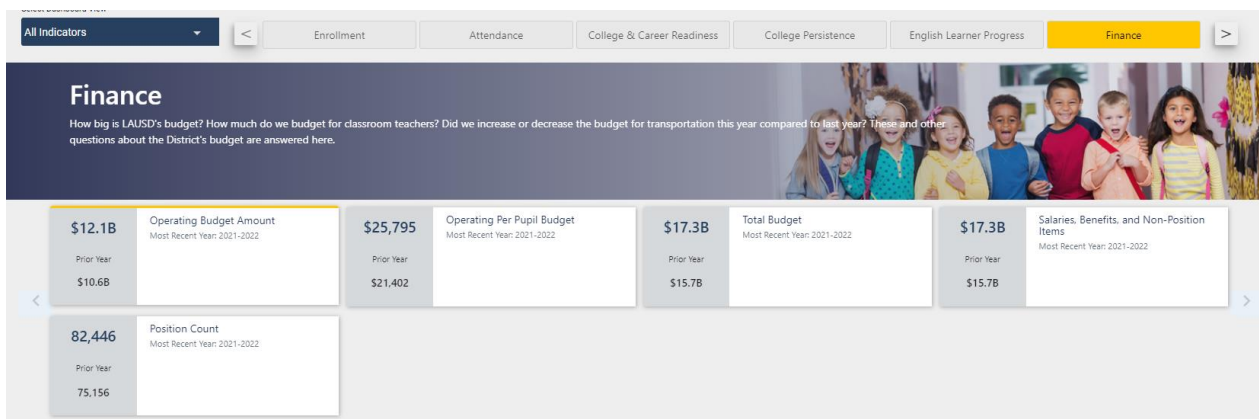 Select Dashboard View
All Indicators
<
Enrollment
Attendance
College & Career Readiness
College Persistence
English Learner Progress
Finance
>
Finance
How big is LAUSD's budget? How much do we budget for classroom teachers? Did we increase or decrease the budget for transportation this year compared to last year? These and other
questions about the District's budget are answered here.
$12.1B
Prior Year
$10.6B
Operating Budget Amount
Most Recent Year: 2021-2022
$25,795
Prior Year
$21,402
Operating Per Pupil Budget
Most Recent Year: 2021-2022
$17.3B
Prior Year
$15.7B
Total Budget
Most Recent Year: 2021-2022
$17.3B
Prior Year
$15.7B
Salaries, Benefits, and Non-Position
Items
Most Recent Year: 2021-2022
82,446
Prior Year
75,156
Position Count
Most Recent Year: 2021-2022